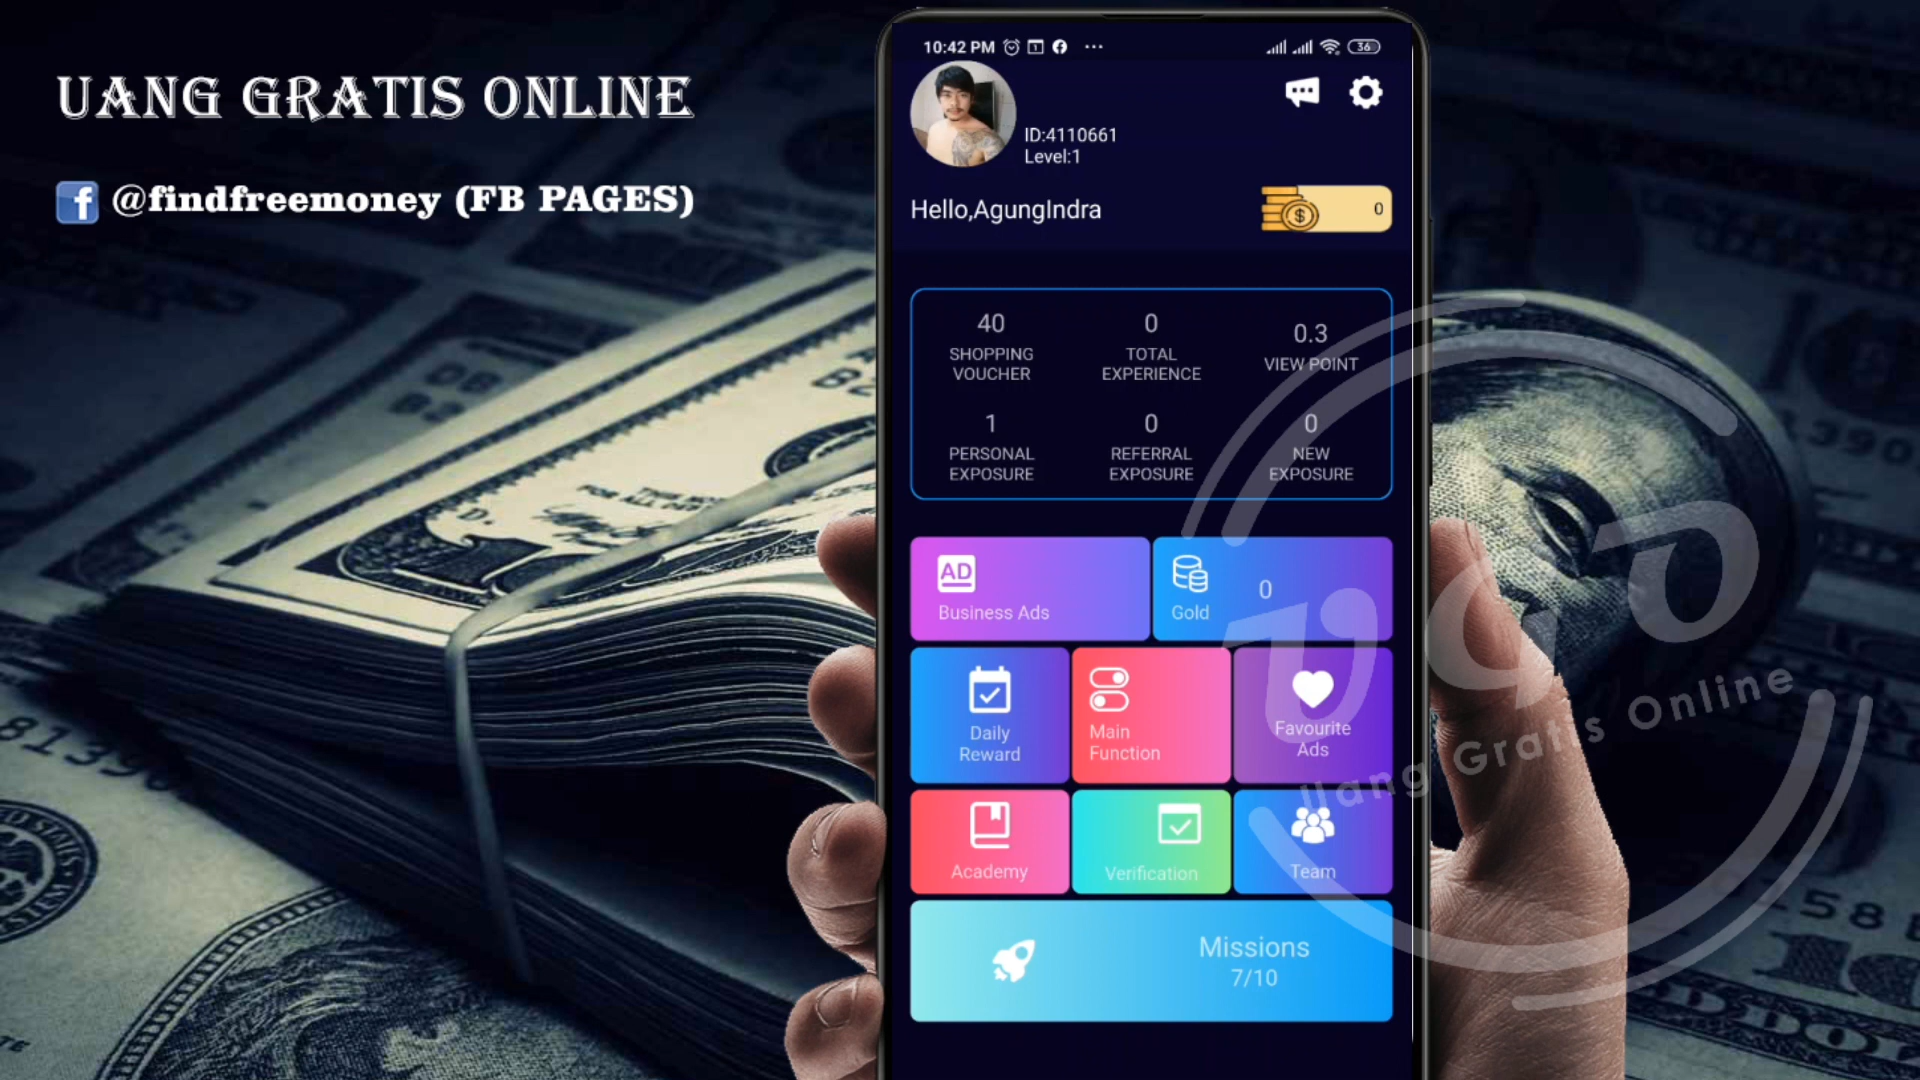 UANG GRATIS ONLINE
@findfreemoney (FB PAGES)
10:42 PM
36
ID:4110661
Level:1
Hello,AgungIndra
0
40
SHOPPING
VOUCHER
0
TOTAL
EXPERIENCE
0.3
VIEW POINT
1
PERSONAL
EXPOSURE
0
REFERRAL
EXPOSURE
0
NEW
EXPOSURE
AD
Business Ads
Gold
0
Daily
Reward
Main
Function
Favourite
Ads
Academy
Verification
Team
Missions
7/10
UGO
Uang Gratis Online